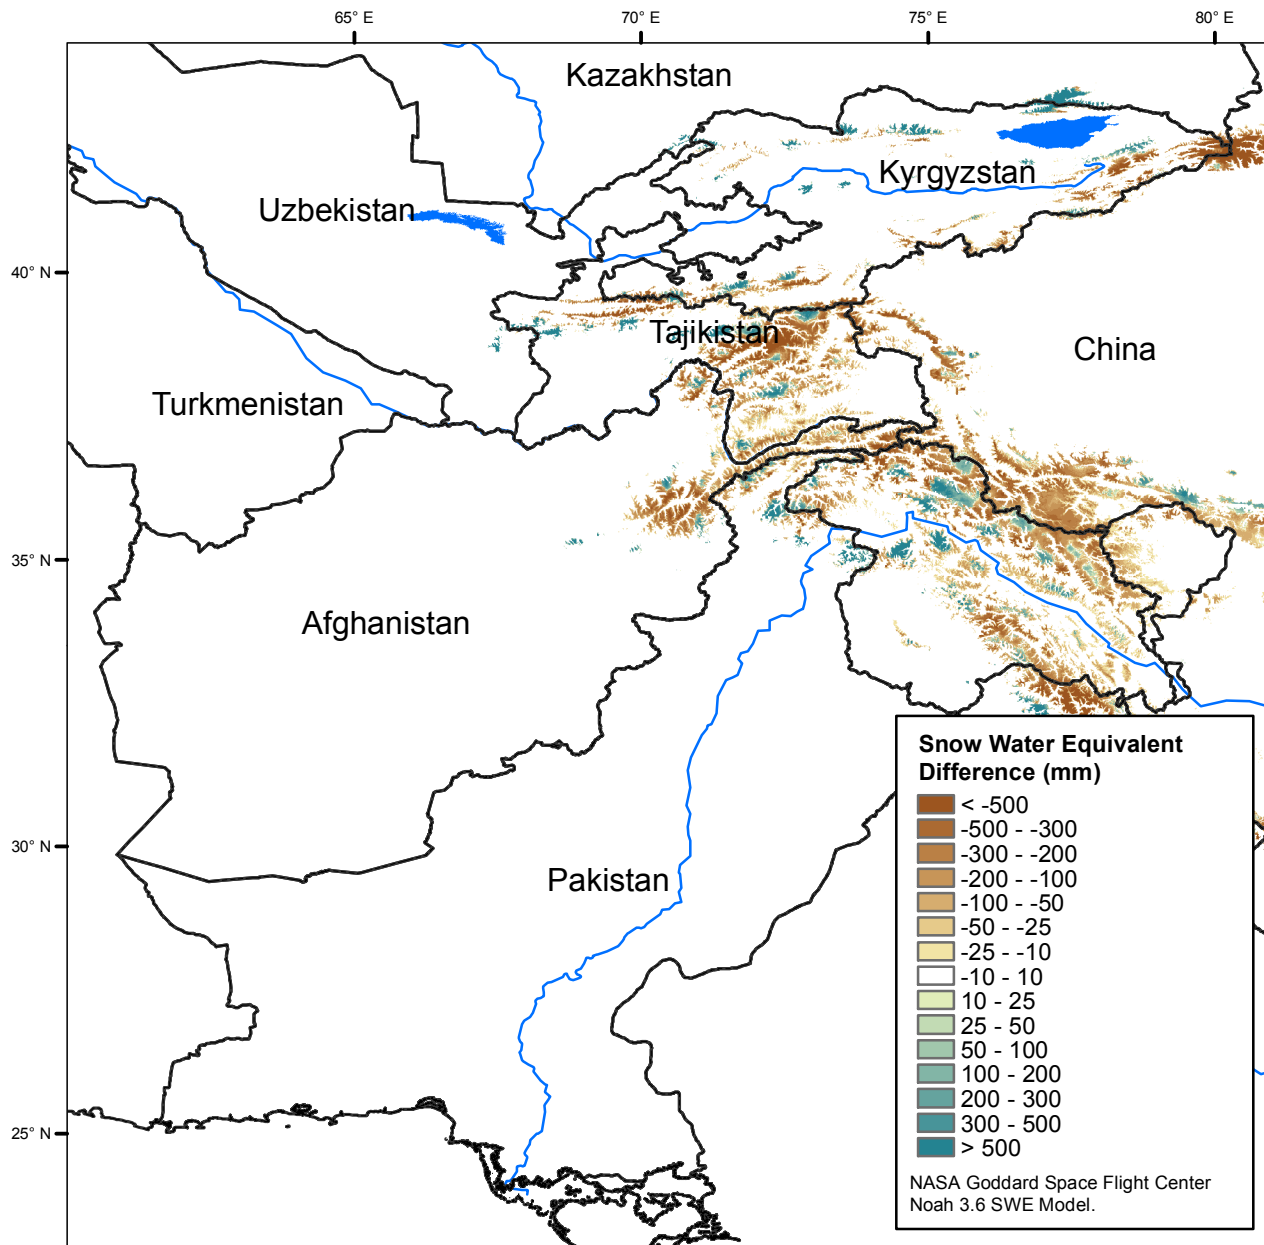 65° E
70° E
75° E
80° E
Kazakhstan
Kyrgyzstan
Uzbekistan
40° N
Tajikistan
China
Turkmenistan
35° N
Afghanistan
30° N
Pakistan
25° N
Snow Water Equivalent
Difference (mm)
< -500
-500 - -300
-300 - -200
-200 - -100
-100 - -50
-50 - -25
-25 - -10
-10 - 10
10 - 25
25 - 50
50 - 100
100 - 200
200 - 300
300 - 500
> 500
NASA Goddard Space Flight Center
Noah 3.6 SWE Model.